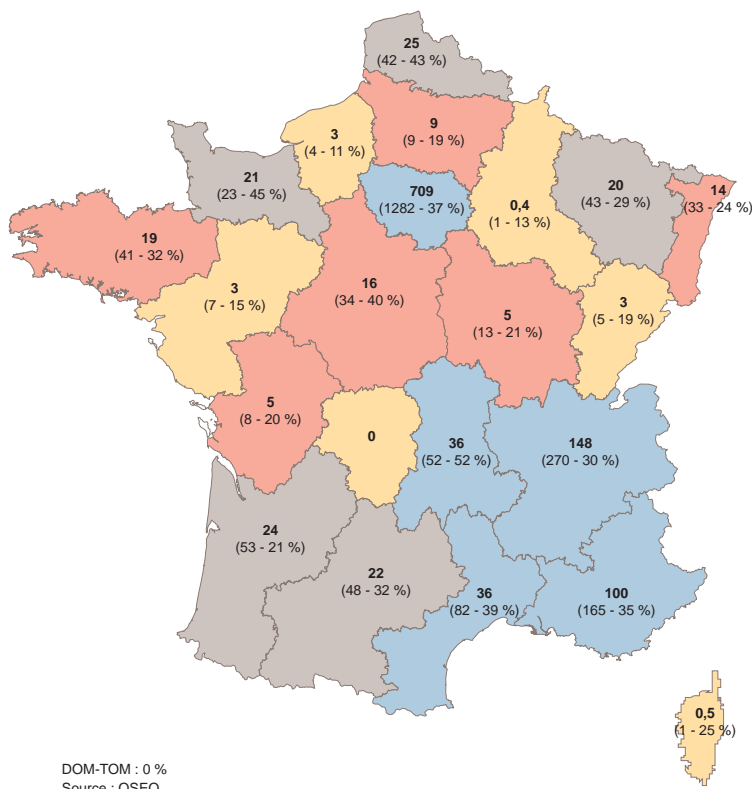 25
(42 - 43 %)
3
(4 - 11 %)
9
(9 - 19 %)
21
(23 - 45 %)
709
(1282 - 37 %)
0,4
(1 - 13 %)
20
(43 - 29 %)
14
(33 - 24 %)
19
(41 - 32 %)
3
(7 - 15 %)
16
(34 - 40 %)
5
(13 - 21 %)
3
(5 - 19 %)
5
(8 - 20 %)
0
36
(52 - 52 %)
148
(270 - 30 %)
24
(53 - 21 %)
22
(48 - 32 %)
36
(82 - 39 %)
100
(165 - 35 %)
0,5
(1 - 25 %)
DOM-TOM : 0 %
Source : OSEO